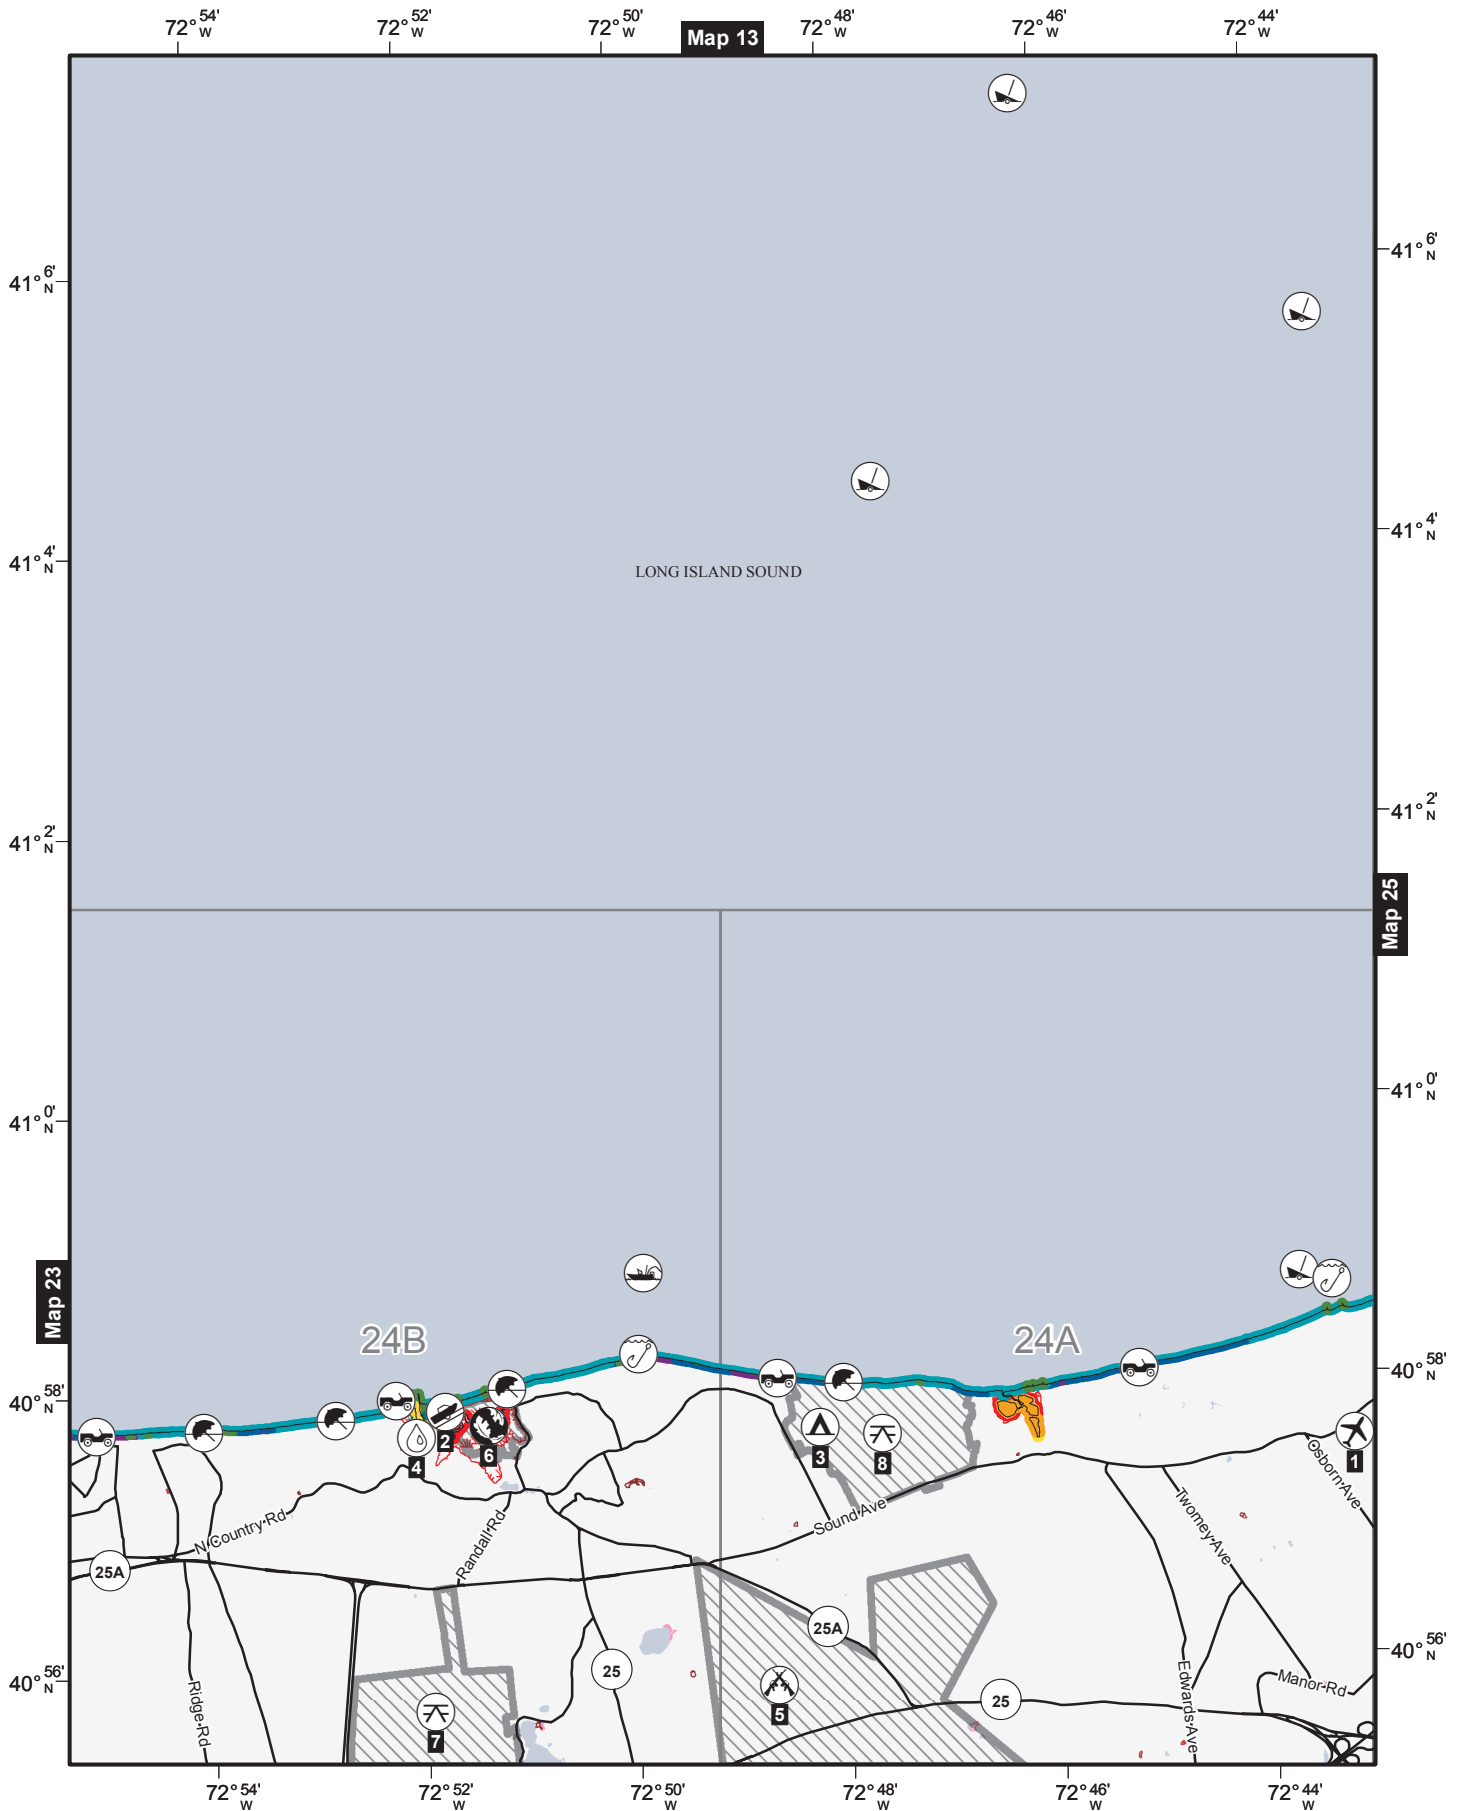 72°54'W 72°52'W 72°50'W 72°48'W 72°46'W 72°44'W
Map 13
41°6'N 41°6'N
41°4'N 41°4'N
LONG ISLAND SOUND
41°2'N 41°2'N
Map 25
41°0'N 41°0'N
Map 23
24B 24A
40°58'N 40°58'N
2 4 6 3 8 1
Osborn Ave
Twomey Ave
Sound Ave
N Country Rd
Randall Rd
25A
25A
40°56'N 40°56'N
25
25
Ridge Rd
Edwards Ave
Manor Rd
5
7
72°54'W 72°52'W 72°50'W 72°48'W 72°46'W 72°44'W